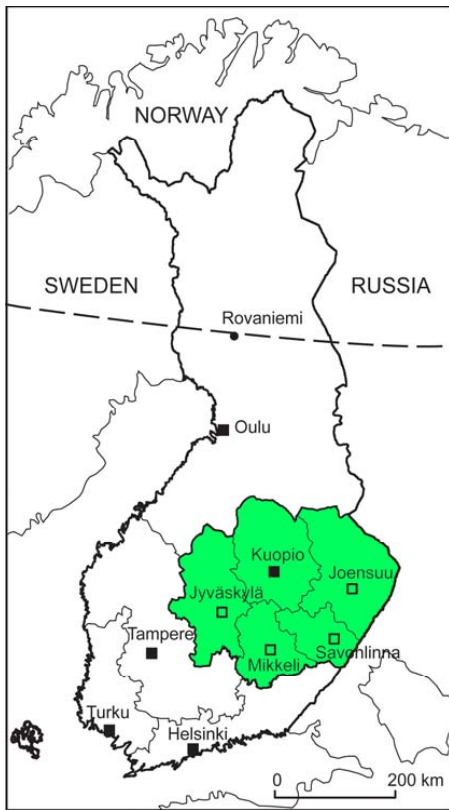 NORWAY
SWEDEN
RUSSIA
Rovaniemi
Oulu
Kuopio
Joensuu
Jyväskylä
Tampere
Savonlinna
Mikkeli
Turku
Helsinki
0 200 km